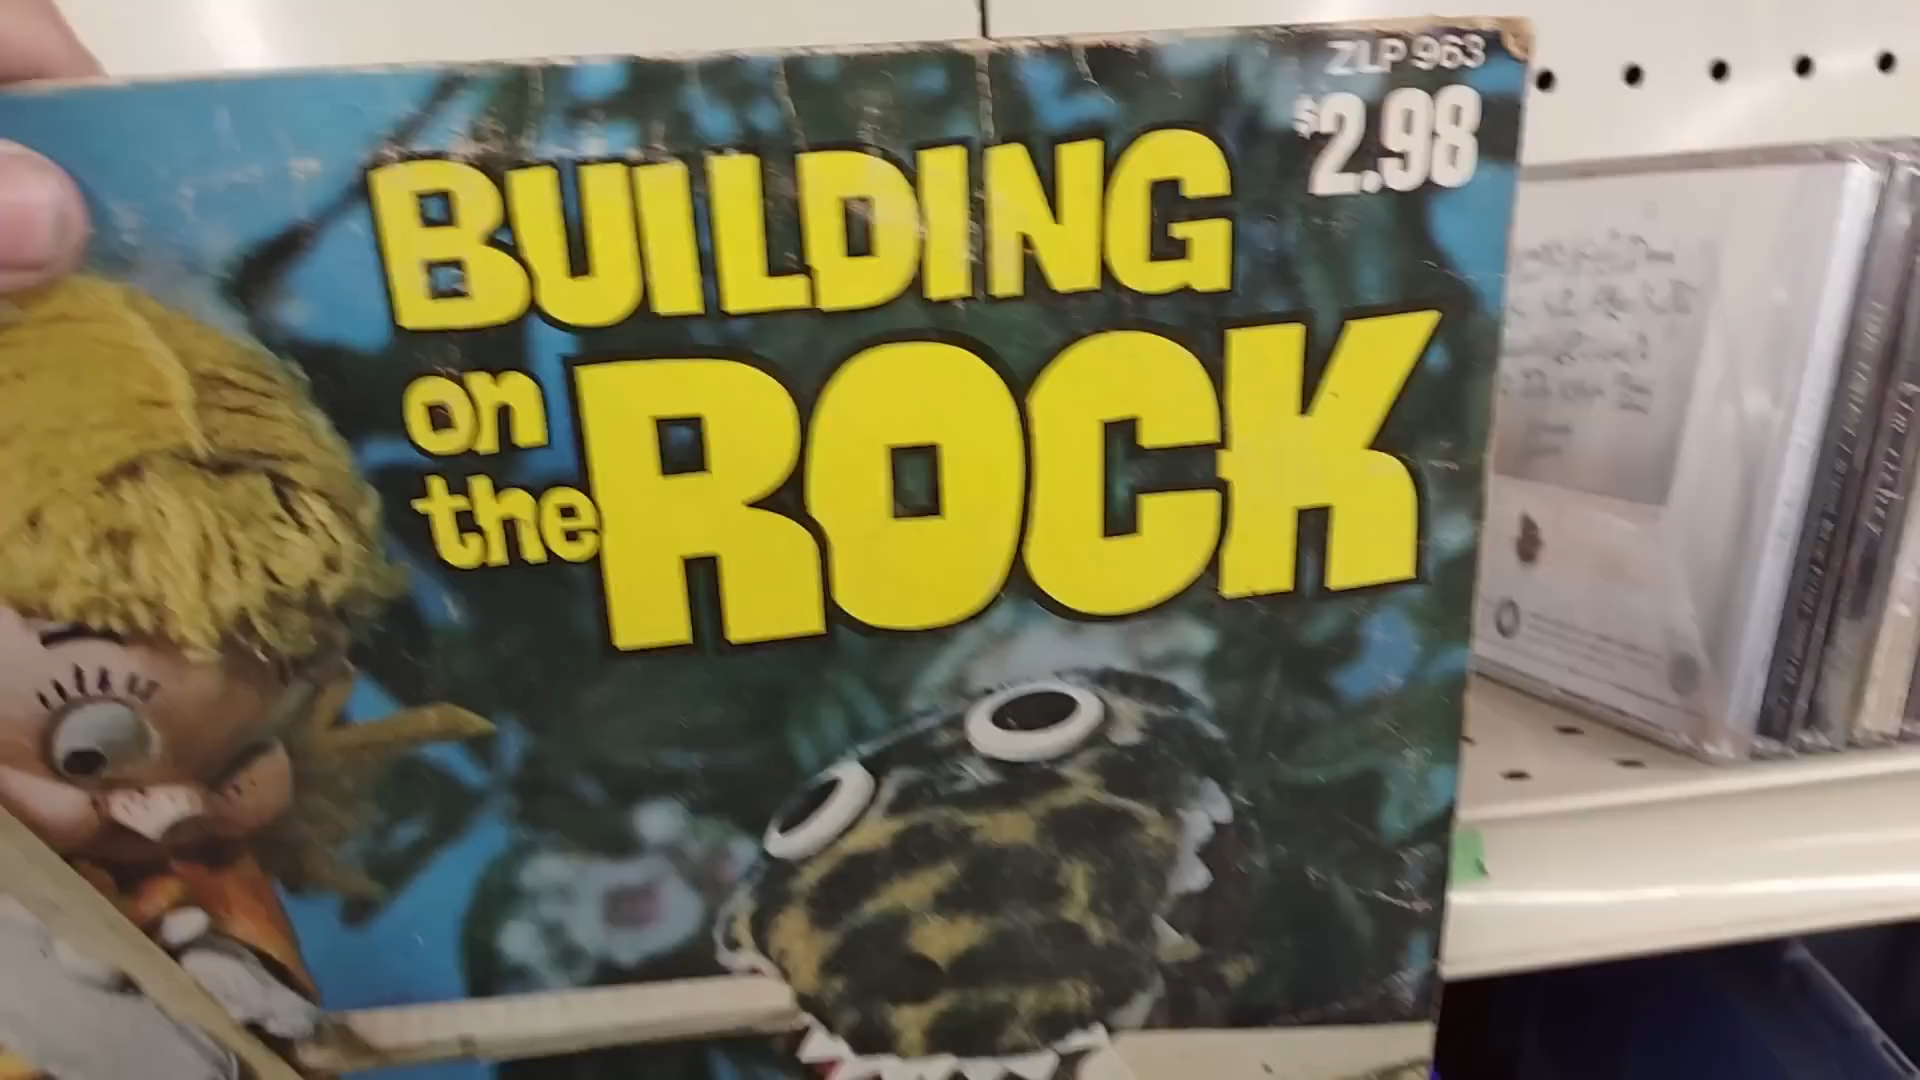 ZLP 963
$2.98
BUILDING
on
the ROCK